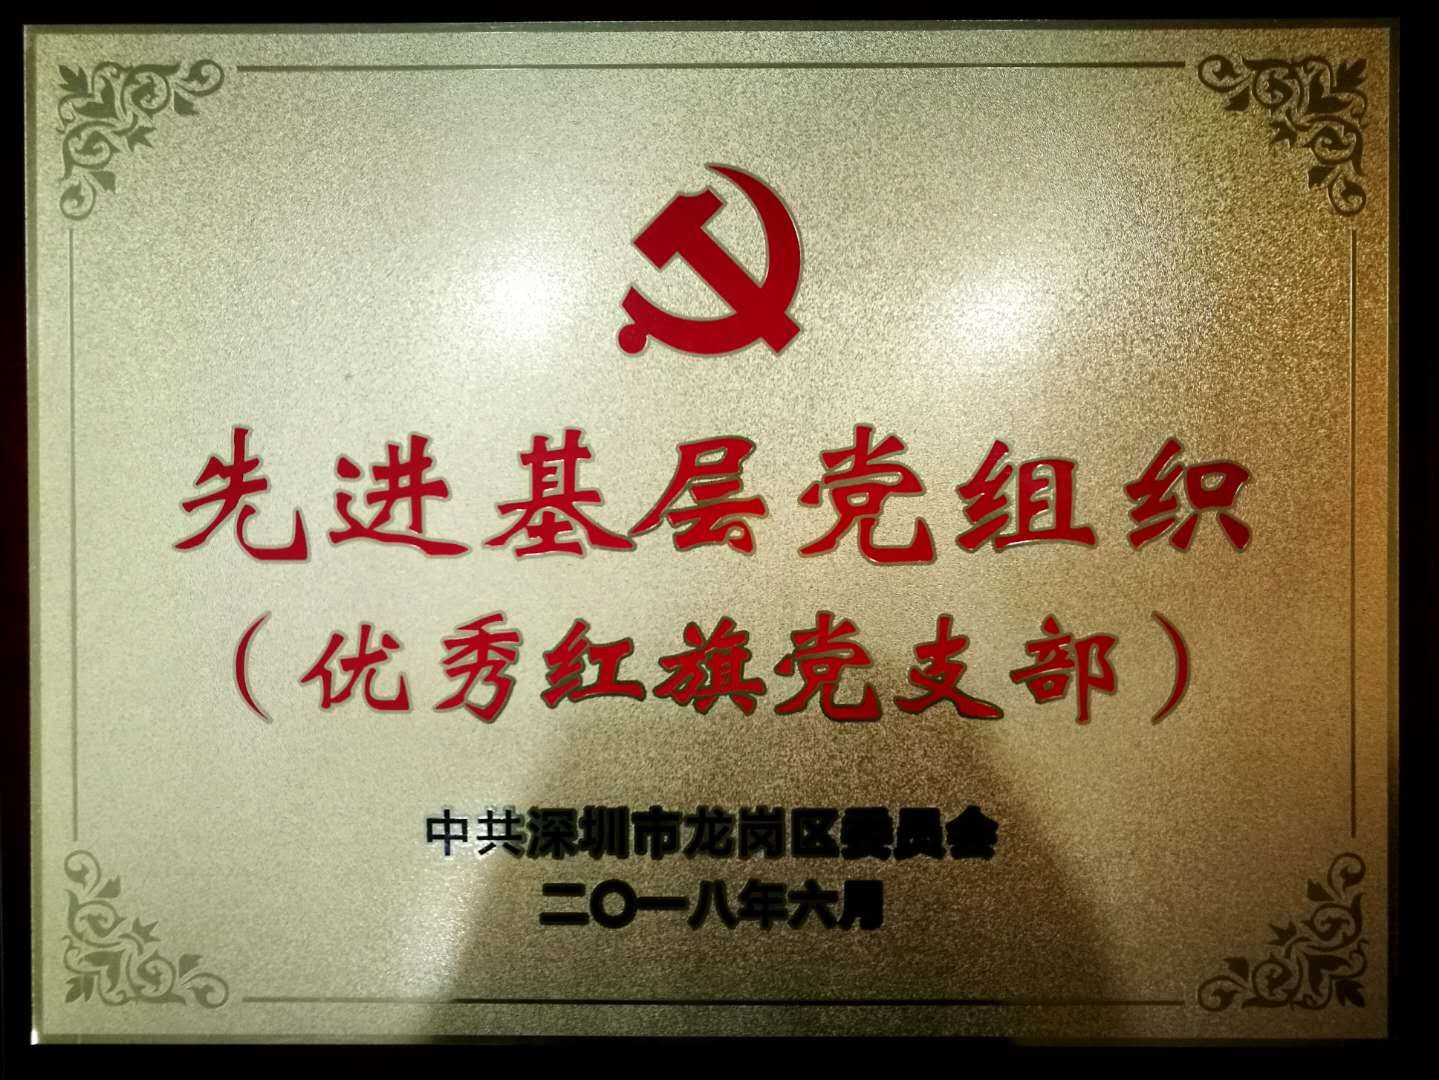 先进基层党组织
（优秀红旗党支部）
中共深圳市龙岗区委员会
二〇一八年六月